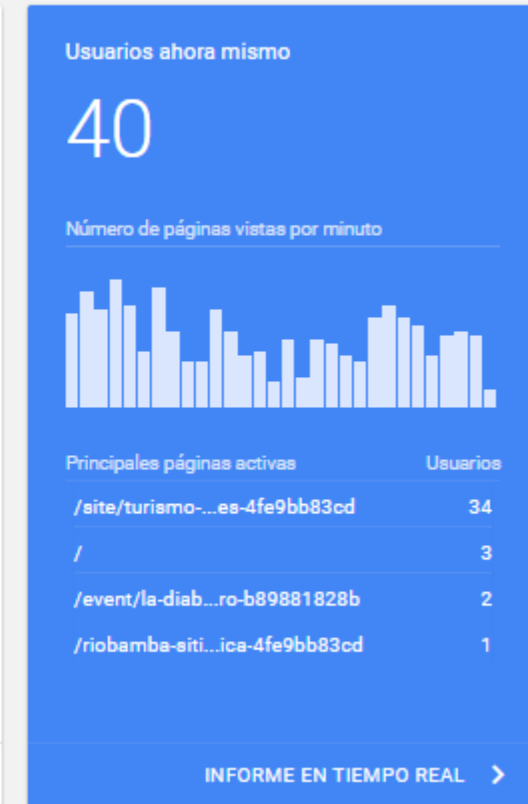 Usuarios ahora mismo
40
Número de páginas vistas por minuto
Principales páginas activas Usuarios
/site/turismo-...es-4fe9bb83cd 34
/ 3
/event/la-diab...ro-b89881828b 2
/riobamba-siti...ica-4fe9bb83cd 1
INFORME EN TIEMPO REAL